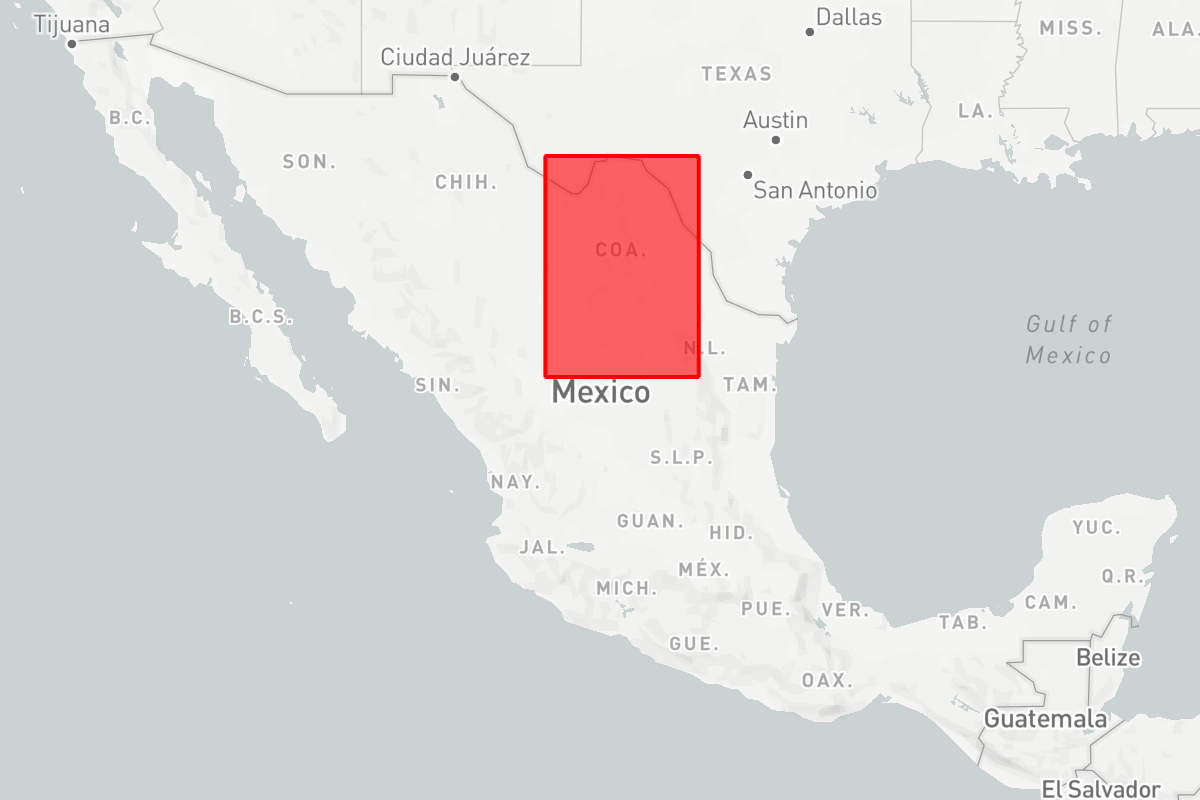 Tijuana
Dallas
MISS.
ALA.
Ciudad Juárez
TEXAS
B.C.
LA.
Austin
SON.
CHIH.
San Antonio
COA.
B.C.S.
Gulf of
Mexico
N.L.
SIN.
TAM.
Mexico
S.L.P.
NAY.
GUAN.
HID.
YUC.
JAL.
MÉX.
Q.R.
MICH.
CAM.
PUE.
VER.
TAB.
GUE.
Belize
OAX.
Guatemala
El Salvador